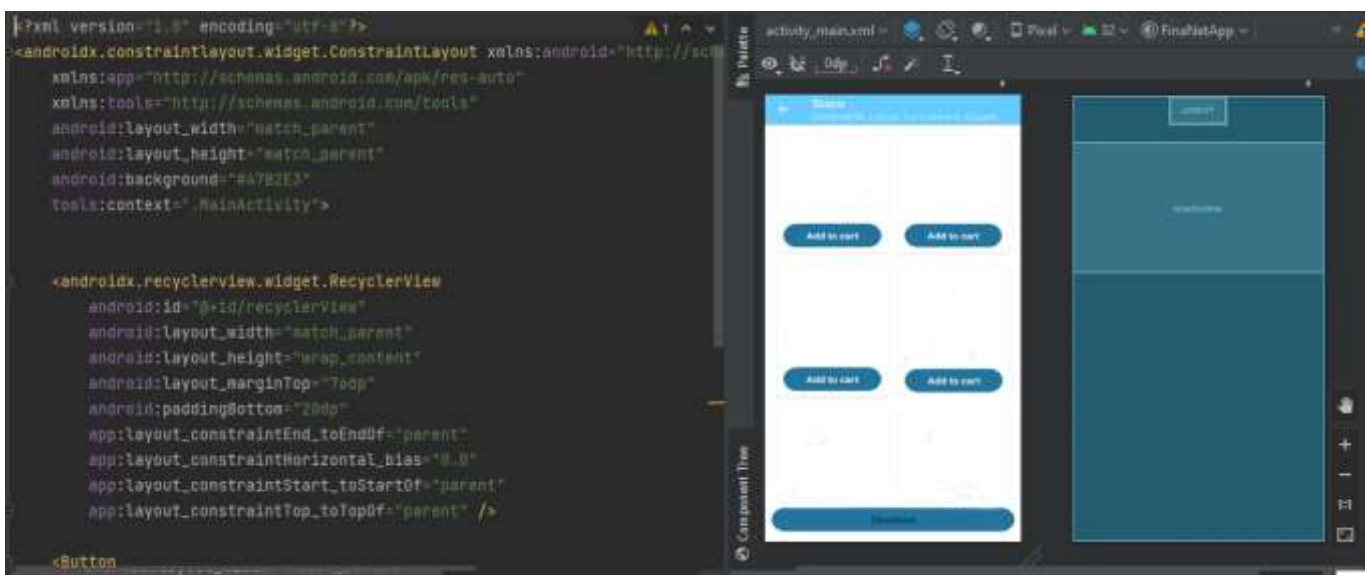 <?xml version="1.0" encoding="utf-8"?>
<androidx.constraintlayout.widget.ConstraintLayout xmlns:android="http://sch
xmlns:app="http://schemas.android.com/apk/res-auto"
xmlns:tools="http://schemas.android.com/tools"
android:layout_width="match_parent"
android:layout_height="match_parent"
android:background="#A7B2E3"
tools:context=".MainActivity">
<androidx.recyclerview.widget.RecyclerView
android:id="@+id/recyclerView"
android:layout_width="match_parent"
android:layout_height="wrap_content"
android:layout_marginTop="70dp"
android:paddingBottom="20dp"
app:layout_constraintEnd_toEndOf="parent"
app:layout_constraintHorizontal_bias="0.0"
app:layout_constraintStart_toStartOf="parent"
app:layout_constraintTop_toTopOf="parent" />
<Button
1
Palette
Component Tree
activity_main.xml
Pixel
32
FinalNetApp
0dp
Add to cart
Add to cart
Add to cart
Add to cart